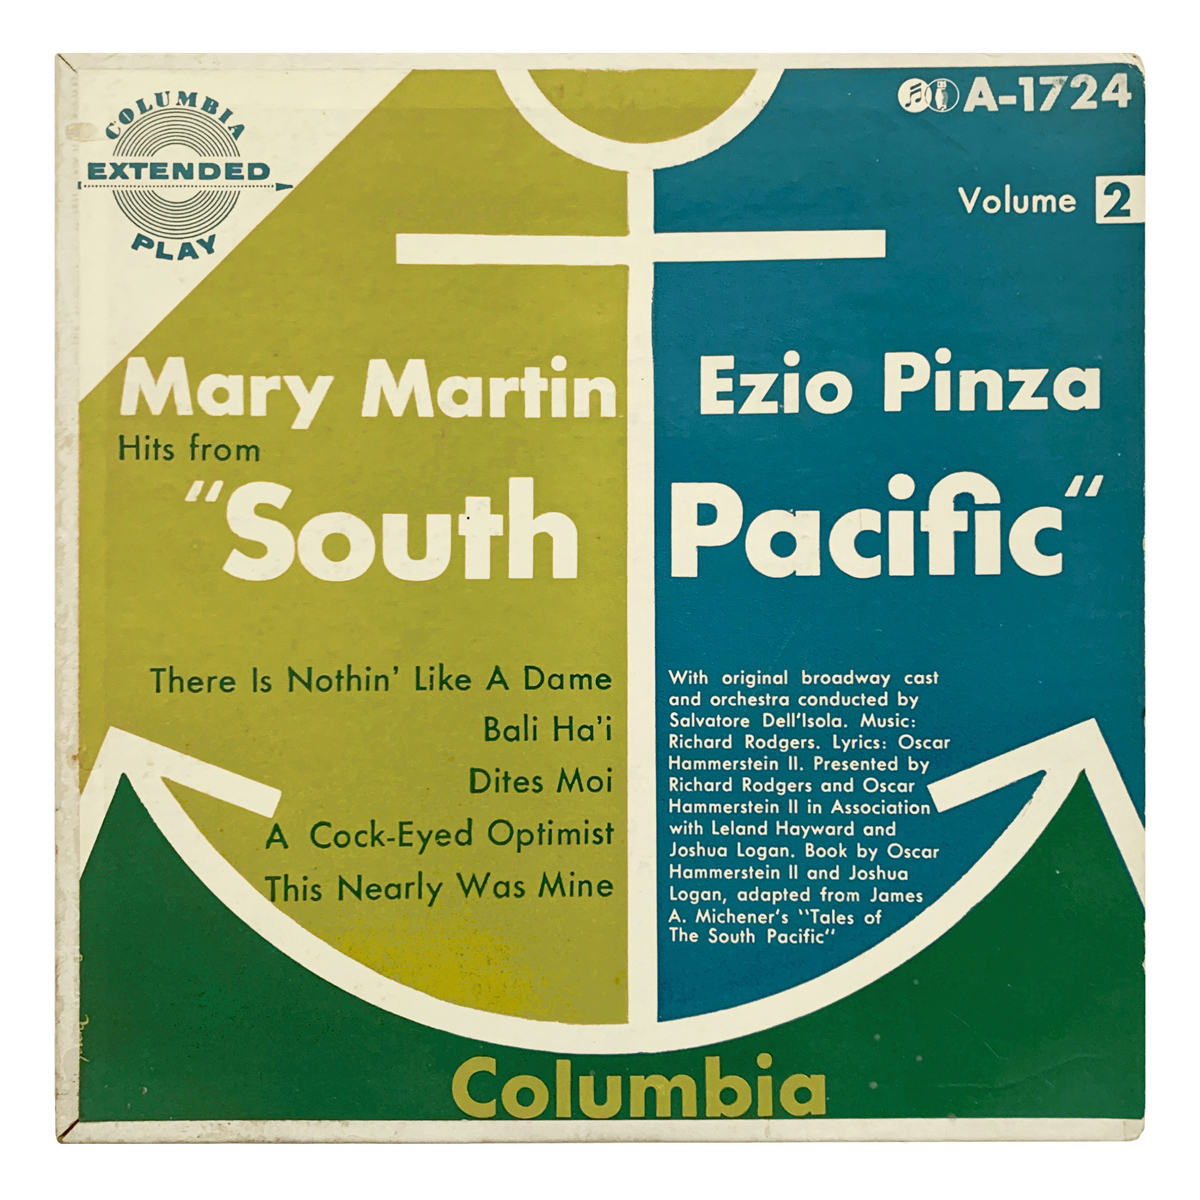 COLUMBIA
EXTENDED
PLAY
A-1724
Volume 2
Mary Martin Ezio Pinza
Hits from
"South Pacific"
There Is Nothin' Like A Dame
Bali Ha'i
Dites Moi
A Cock-Eyed Optimist
This Nearly Was Mine
With original broadway cast
and orchestra conducted by
Salvatore Dell'Isola. Music:
Richard Rodgers. Lyrics: Oscar
Hammerstein II. Presented by
Richard Rodgers and Oscar
Hammerstein II in Association
with Leland Hayward and
Joshua Logan. Book by Oscar
Hammerstein II and Joshua
Logan, adapted from James
A. Michener's "Tales of
The South Pacific"
Columbia